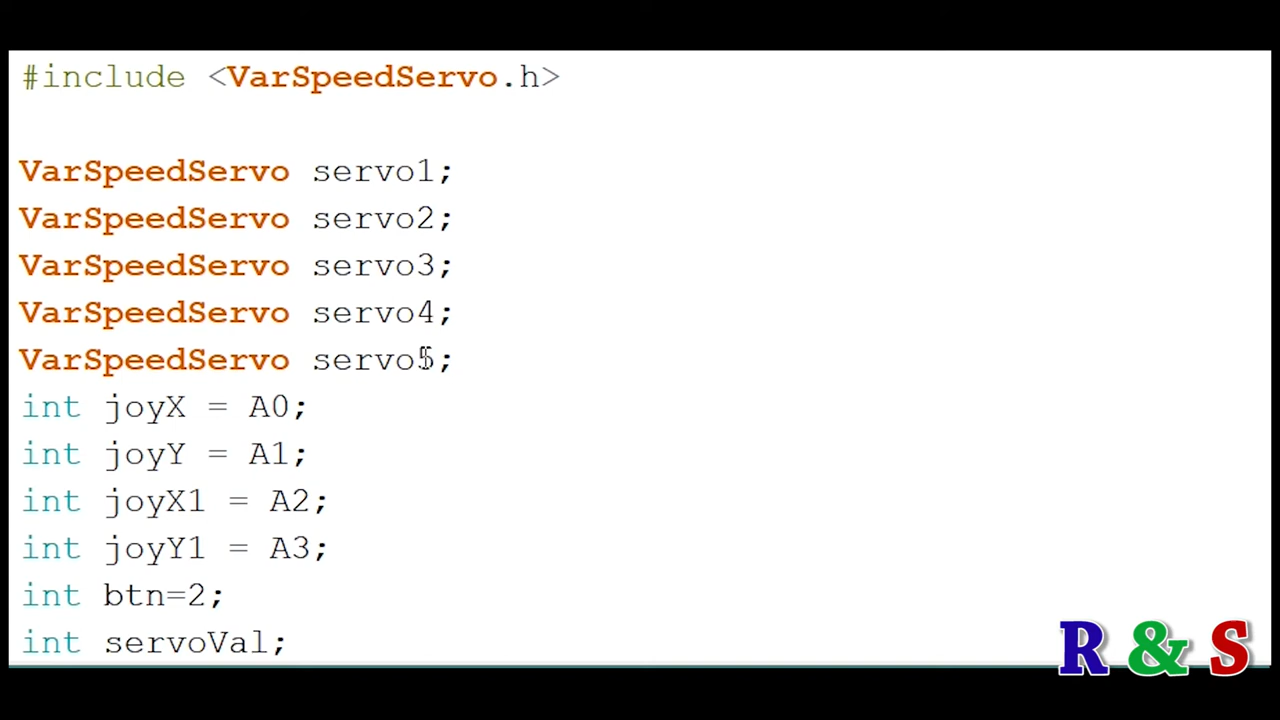 #include <VarSpeedServo.h>
VarSpeedServo servo1;
VarSpeedServo servo2;
VarSpeedServo servo3;
VarSpeedServo servo4;
VarSpeedServo servo5;
int joyX = A0;
int joyY = A1;
int joyX1 = A2;
int joyY1 = A3;
int btn=2;
int servoVal;
R & S